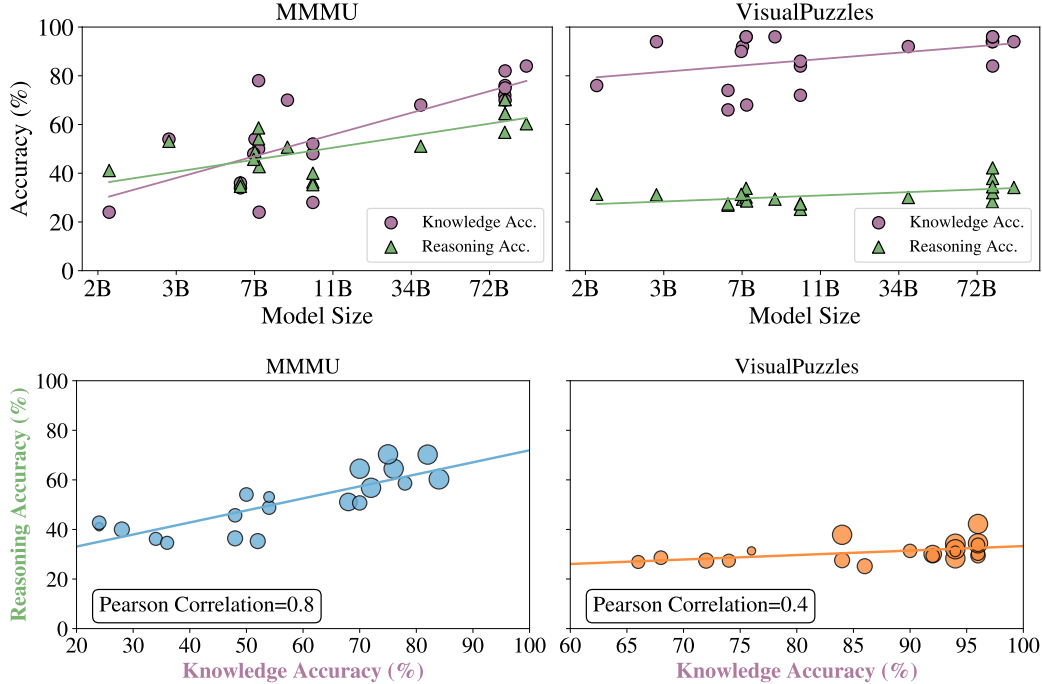 MMMU
VisualPuzzles
100
80
60
40
20
0
Accuracy (%)
Knowledge Acc.
Reasoning Acc.
Knowledge Acc.
Reasoning Acc.
2B 3B 7B 11B 34B 72B
2B 3B 7B 11B 34B 72B
Model Size
Model Size
MMMU
VisualPuzzles
100
80
60
40
20
0
Reasoning Accuracy (%)
Pearson Correlation=0.8
Pearson Correlation=0.4
20 30 40 50 60 70 80 90 100
60 65 70 75 80 85 90 95 100
Knowledge Accuracy (%)
Knowledge Accuracy (%)